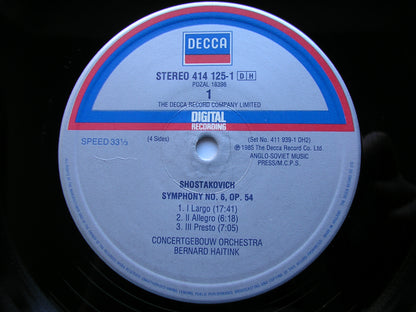 DECCA
STEREO 414 125-1 DH
PDZAL 16396
1
THE DECCA RECORD COMPANY LIMITED
DIGITAL
RECORDING
SPEED 33⅓
(4 Sides)
(Set No. 411 939-1 DH2)
Ⓟ 1985 The Decca Record Co. Ltd.
ANGLO-SOVIET MUSIC
PRESS/M.C.P.S.
SHOSTAKOVICH
SYMPHONY NO. 6, OP. 54
1. I Largo (17:41)
2. II Allegro (6:18)
3. III Presto (7:05)
CONCERTGEBOUW ORCHESTRA
BERNARD HAITINK